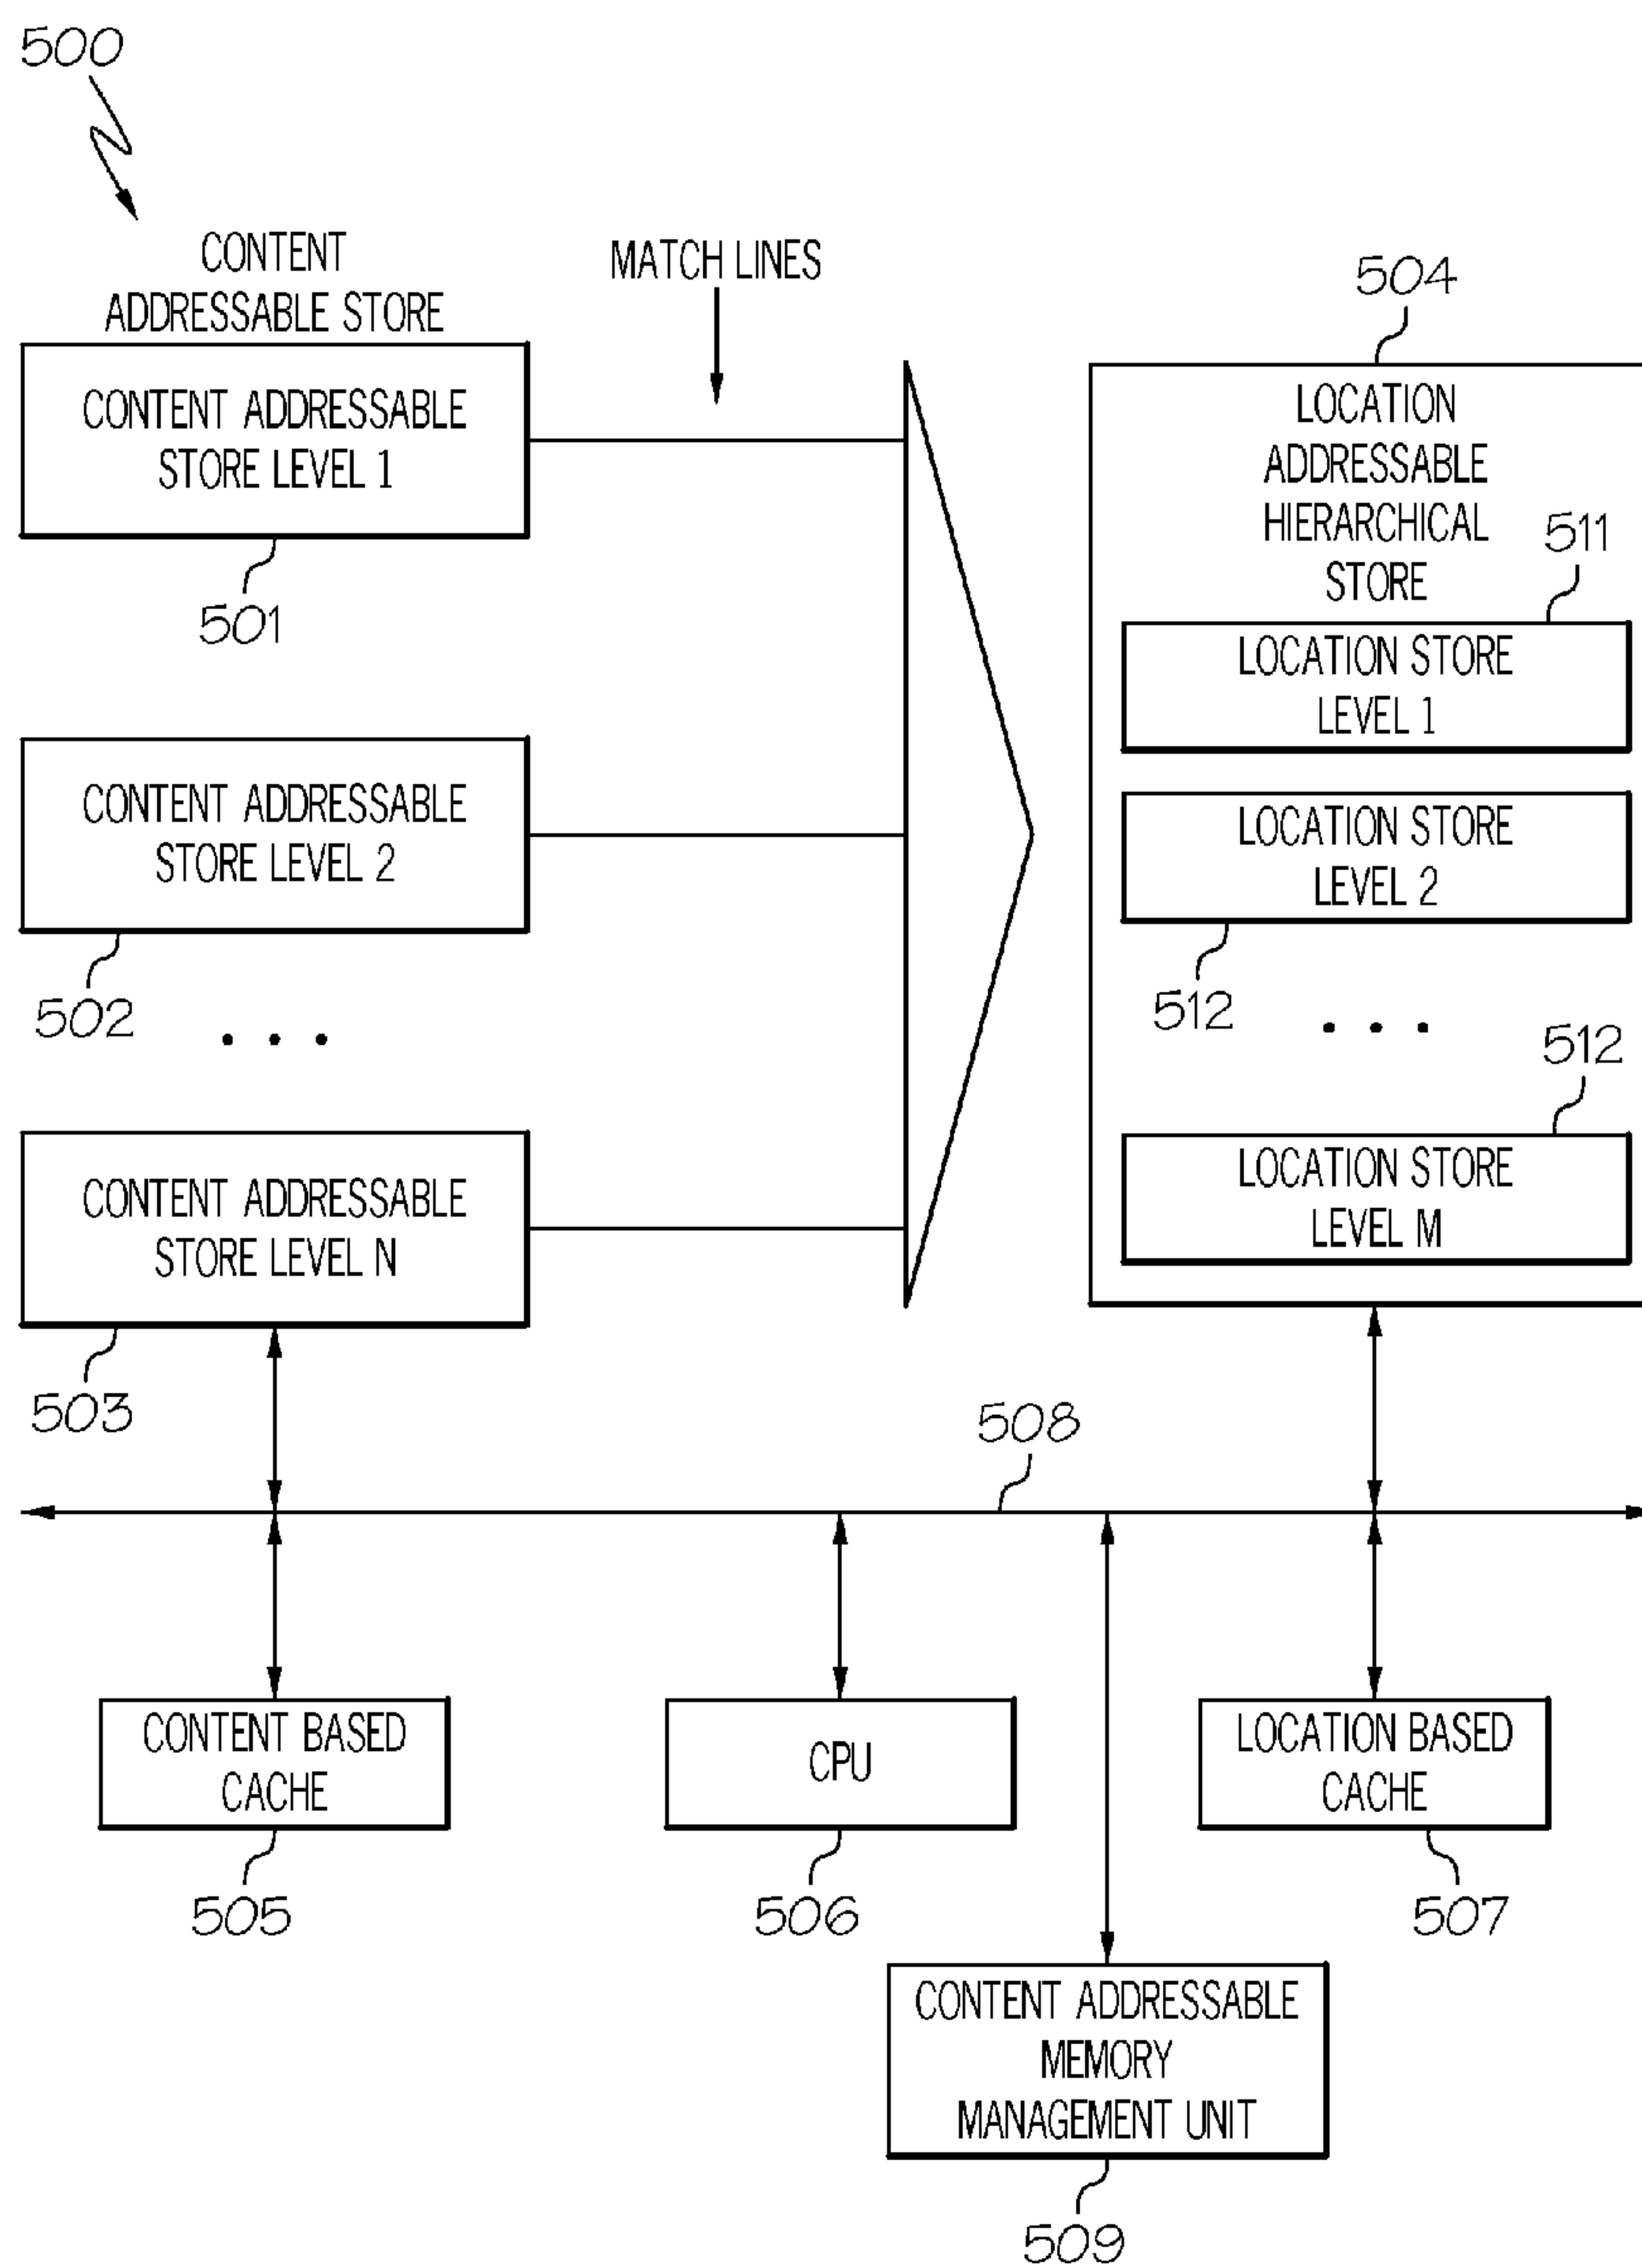 500
CONTENT
ADDRESSABLE STORE
MATCH LINES
504
CONTENT ADDRESSABLE
STORE LEVEL 1
501
LOCATION
ADDRESSABLE
HIERARCHICAL
STORE
511
LOCATION STORE
LEVEL 1
CONTENT ADDRESSABLE
STORE LEVEL 2
502
. . .
LOCATION STORE
LEVEL 2
512
. . .
512
CONTENT ADDRESSABLE
STORE LEVEL N
503
LOCATION STORE
LEVEL M
508
CONTENT BASED
CACHE
505
CPU
506
LOCATION BASED
CACHE
507
CONTENT ADDRESSABLE
MEMORY
MANAGEMENT UNIT
509